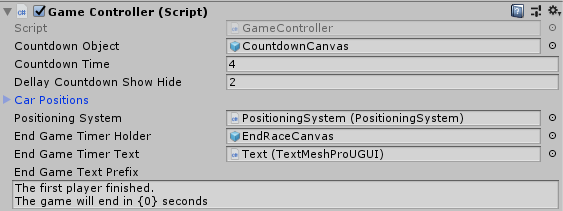 Game Controller (Script)
Script GameController
Countdown Object CountdownCanvas
Countdown Time 4
Dellay Countdown Show Hide 2
Car Positions
Positioning System PositioningSystem (PositioningSystem)
End Game Timer Holder EndRaceCanvas
End Game Timer Text Text (TextMeshProUGUI)
End Game Text Prefix
The first player finished.
The game will end in {0} seconds